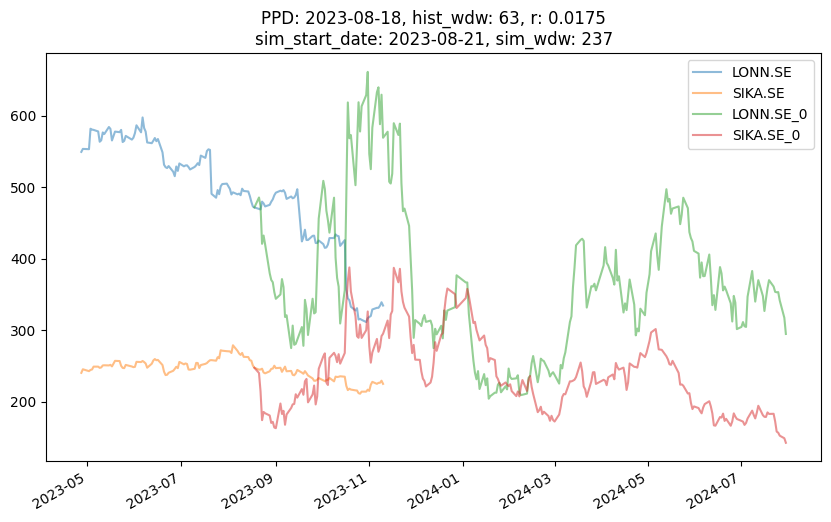 PPD: 2023-08-18, hist_wdw: 63, r: 0.0175
sim_start_date: 2023-08-21, sim_wdw: 237
LONN.SE
SIKA.SE
LONN.SE_0
SIKA.SE_0
600
500
400
300
200
2023-05
2023-07
2023-09
2023-11
2024-01
2024-03
2024-05
2024-07